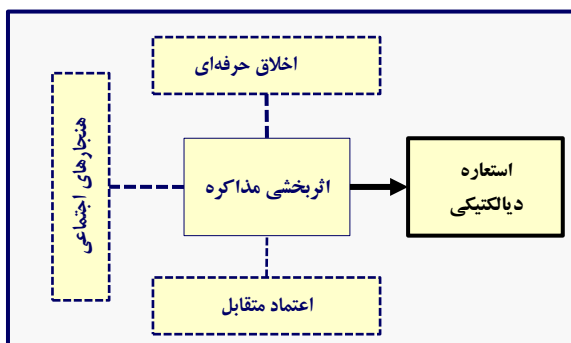 اخلاق حرفه‌ای
هنجارهای اجتماعی
اثربخشی مذاکره
استعاره
دیالکتیکی
اعتماد متقابل